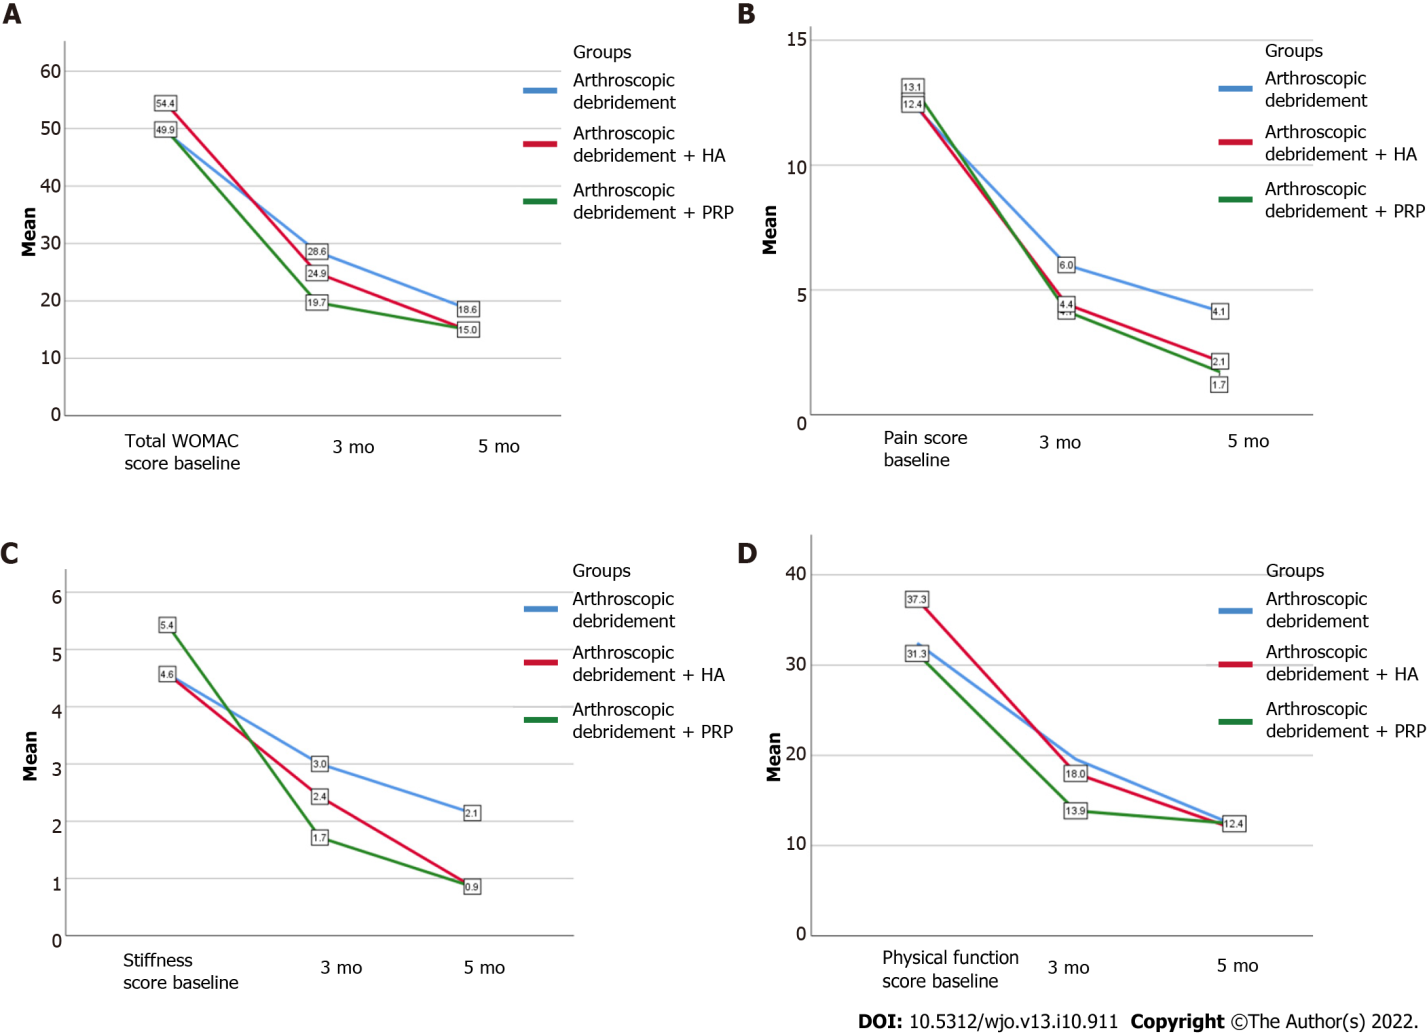 A
Groups
Arthroscopic
debridement
Arthroscopic
debridement + HA
Arthroscopic
debridement + PRP
Mean
60
50
40
30
20
10
0
54.4
49.9
28.6
24.9
19.7
18.6
15.0
Total WOMAC
score baseline
3 mo
5 mo
B
Groups
Arthroscopic
debridement
Arthroscopic
debridement + HA
Arthroscopic
debridement + PRP
Mean
15
10
5
0
13.1
12.4
6.0
4.4
4.1
2.1
1.7
Pain score
baseline
3 mo
5 mo
C
Groups
Arthroscopic
debridement
Arthroscopic
debridement + HA
Arthroscopic
debridement + PRP
Mean
6
5
4
3
2
1
0
5.4
4.6
3.0
2.4
1.7
2.1
0.9
Stiffness
score baseline
3 mo
5 mo
D
Groups
Arthroscopic
debridement
Arthroscopic
debridement + HA
Arthroscopic
debridement + PRP
Mean
40
30
20
10
0
37.3
31.3
18.0
13.9
12.4
Physical function
score baseline
3 mo
5 mo
DOI: 10.5312/wjo.v13.i10.911 Copyright ©The Author(s) 2022.